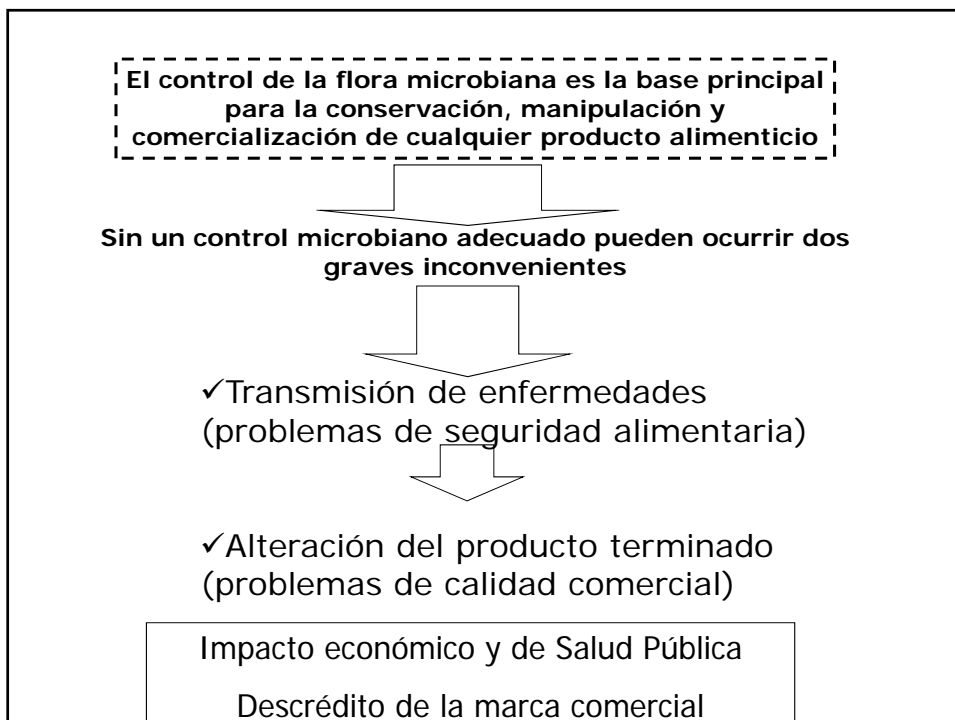 El control de la flora microbiana es la base principal
para la conservación, manipulación y
comercialización de cualquier producto alimenticio
Sin un control microbiano adecuado pueden ocurrir dos
graves inconvenientes
✓Transmisión de enfermedades
(problemas de seguridad alimentaria)
✓Alteración del producto terminado
(problemas de calidad comercial)
Impacto económico y de Salud Pública
Descrédito de la marca comercial